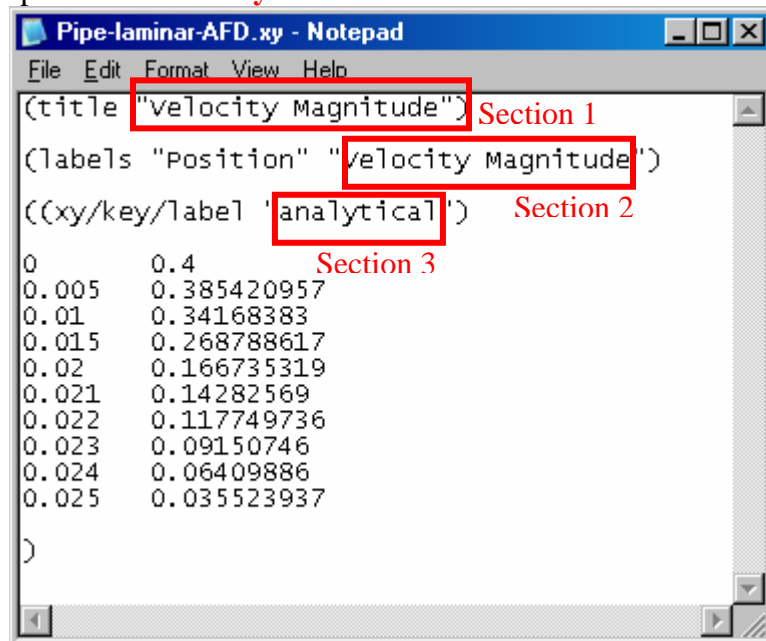 Pipe-laminar-AFD.xy - Notepad
File Edit Format View Help
(title "Velocity Magnitude") Section 1
(labels "Position" "Velocity Magnitude")
((xy/key/label "analytical") Section 2
0 0.4 Section 3
0.005 0.385420957
0.01 0.34168383
0.015 0.268788617
0.02 0.166735319
0.021 0.14282569
0.022 0.117749736
0.023 0.09150746
0.024 0.06409886
0.025 0.035523937
)